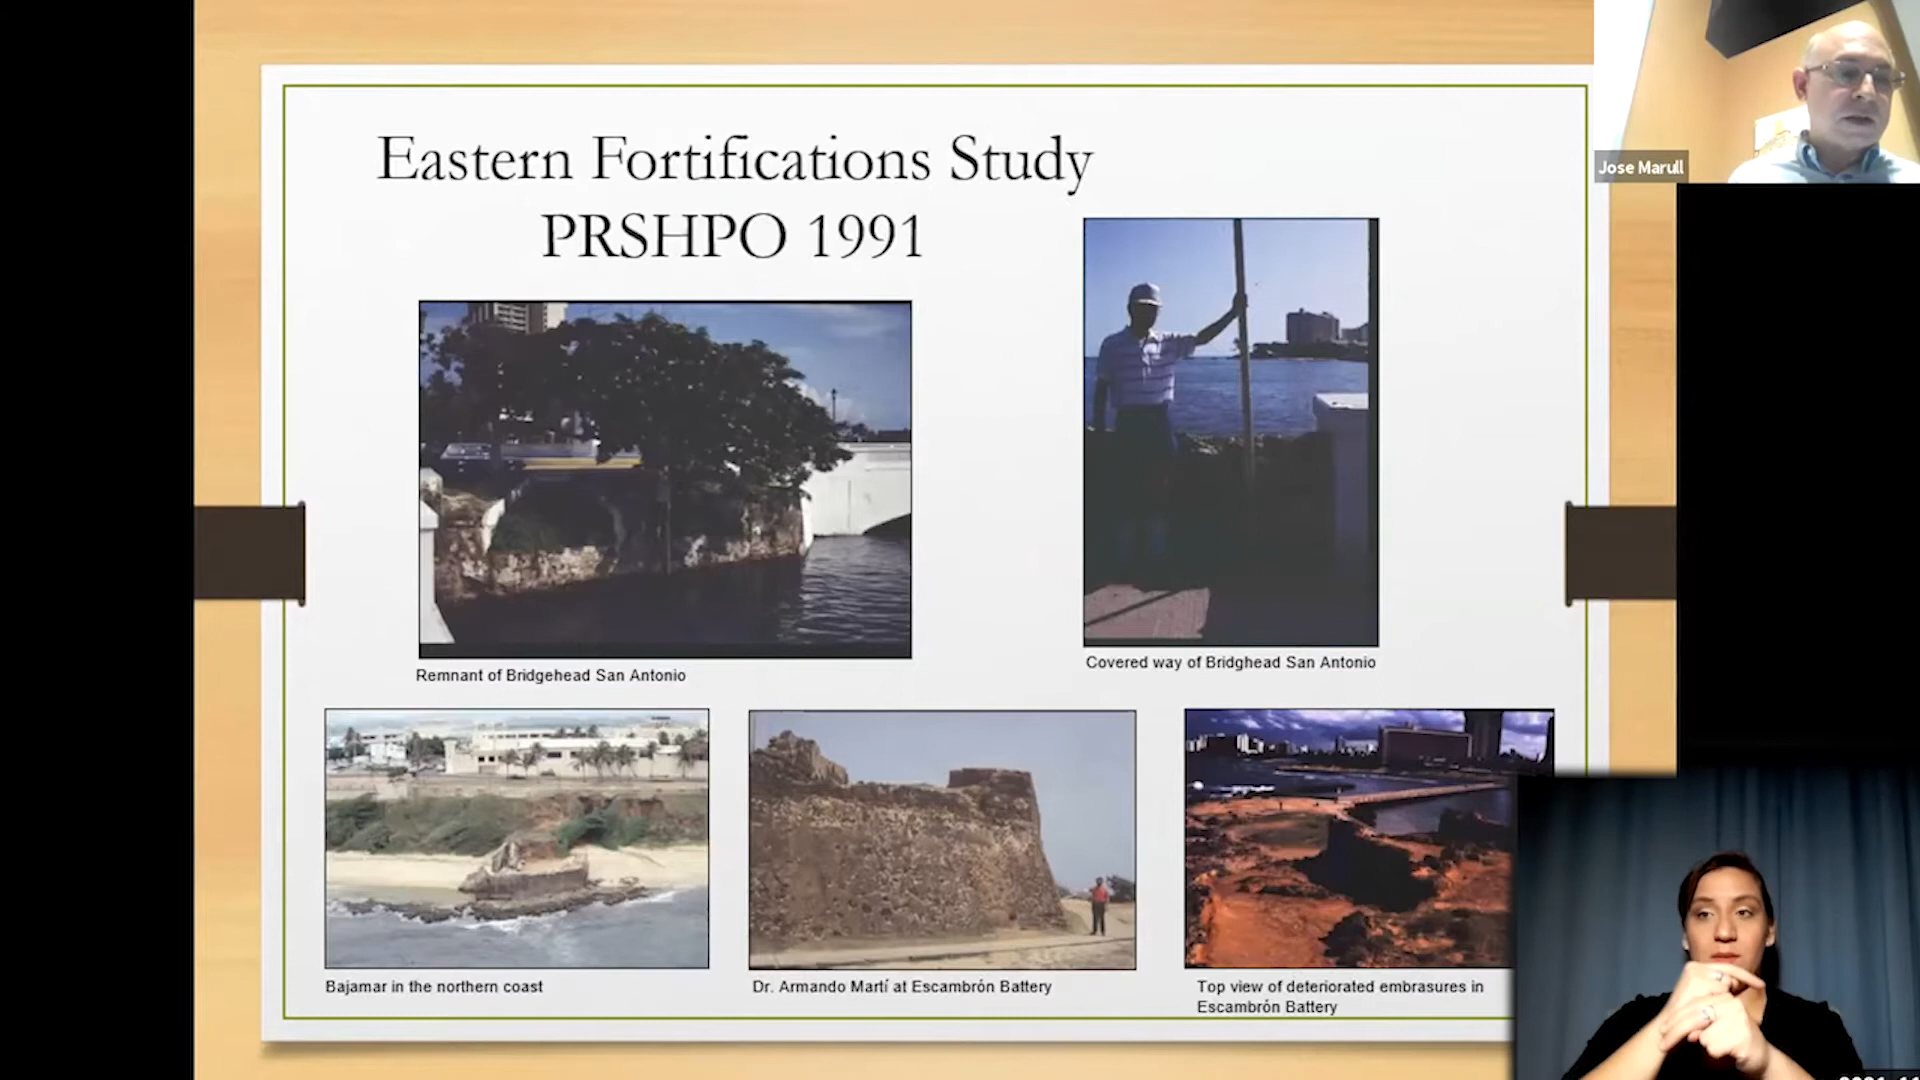 Eastern Fortifications Study
PRSHPO 1991
Jose Marull
Remnant of Bridgehead San Antonio
Covered way of Bridghead San Antonio
Bajamar in the northern coast
Dr. Armando Martí at Escambrón Battery
Top view of deteriorated embrasures in
Escambrón Battery